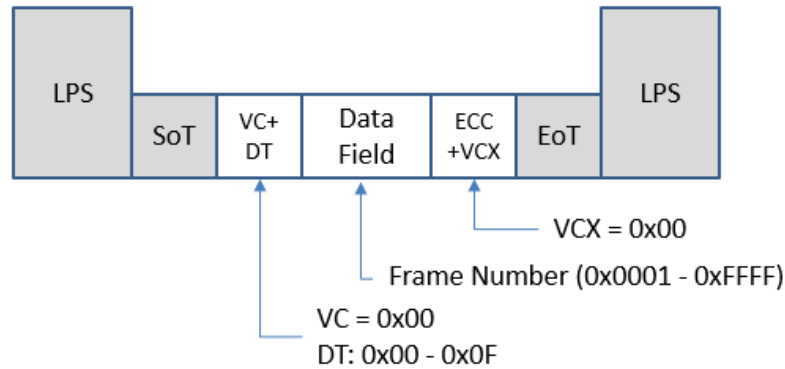 LPS
SoT
VC+
DT
Data
Field
ECC
+VCX
EoT
LPS
VCX = 0x00
Frame Number (0x0001 - 0xFFFF)
VC = 0x00
DT: 0x00 - 0x0F